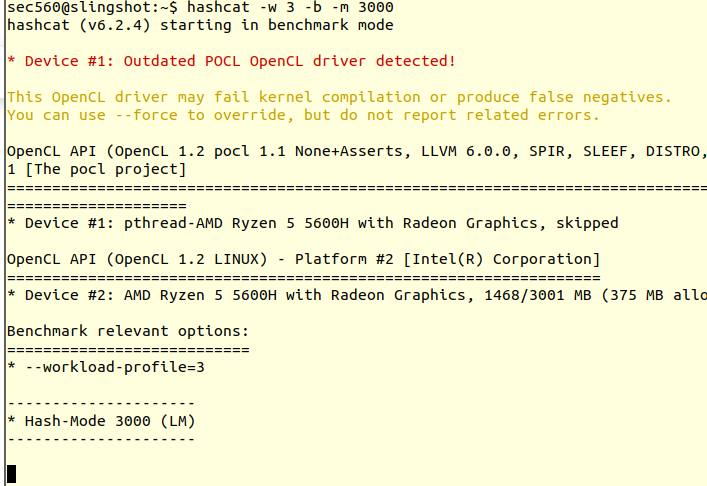 sec560@slingshot:~$ hashcat -w 3 -b -m 3000
hashcat (v6.2.4) starting in benchmark mode
* Device #1: Outdated POCL OpenCL driver detected!
This OpenCL driver may fail kernel compilation or produce false negatives.
You can use --force to override, but do not report related errors.
OpenCL API (OpenCL 1.2 pocl 1.1 None+Asserts, LLVM 6.0.0, SPIR, SLEEF, DISTRO,
1 [The pocl project]
==============================================================================
====================
* Device #1: pthread-AMD Ryzen 5 5600H with Radeon Graphics, skipped
OpenCL API (OpenCL 1.2 LINUX) - Platform #2 [Intel(R) Corporation]
==================================================================
* Device #2: AMD Ryzen 5 5600H with Radeon Graphics, 1468/3001 MB (375 MB allo
Benchmark relevant options:
===========================
* --workload-profile=3
---------------------
* Hash-Mode 3000 (LM)
---------------------